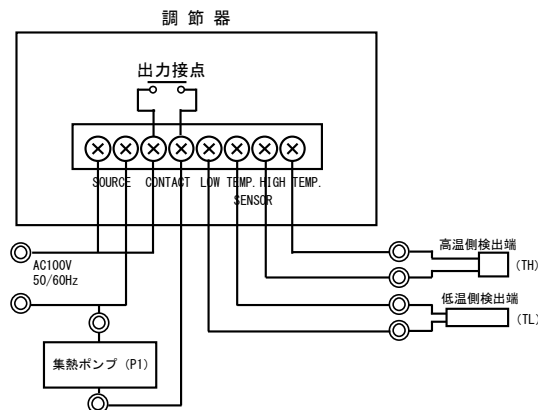 調 節 器
出力接点
SOURCE CONTACT LOW TEMP. HIGH TEMP.
SENSOR
AC100V
50/60Hz
高温側検出端
(TH)
低温側検出端
(TL)
集熱ポンプ (P1)